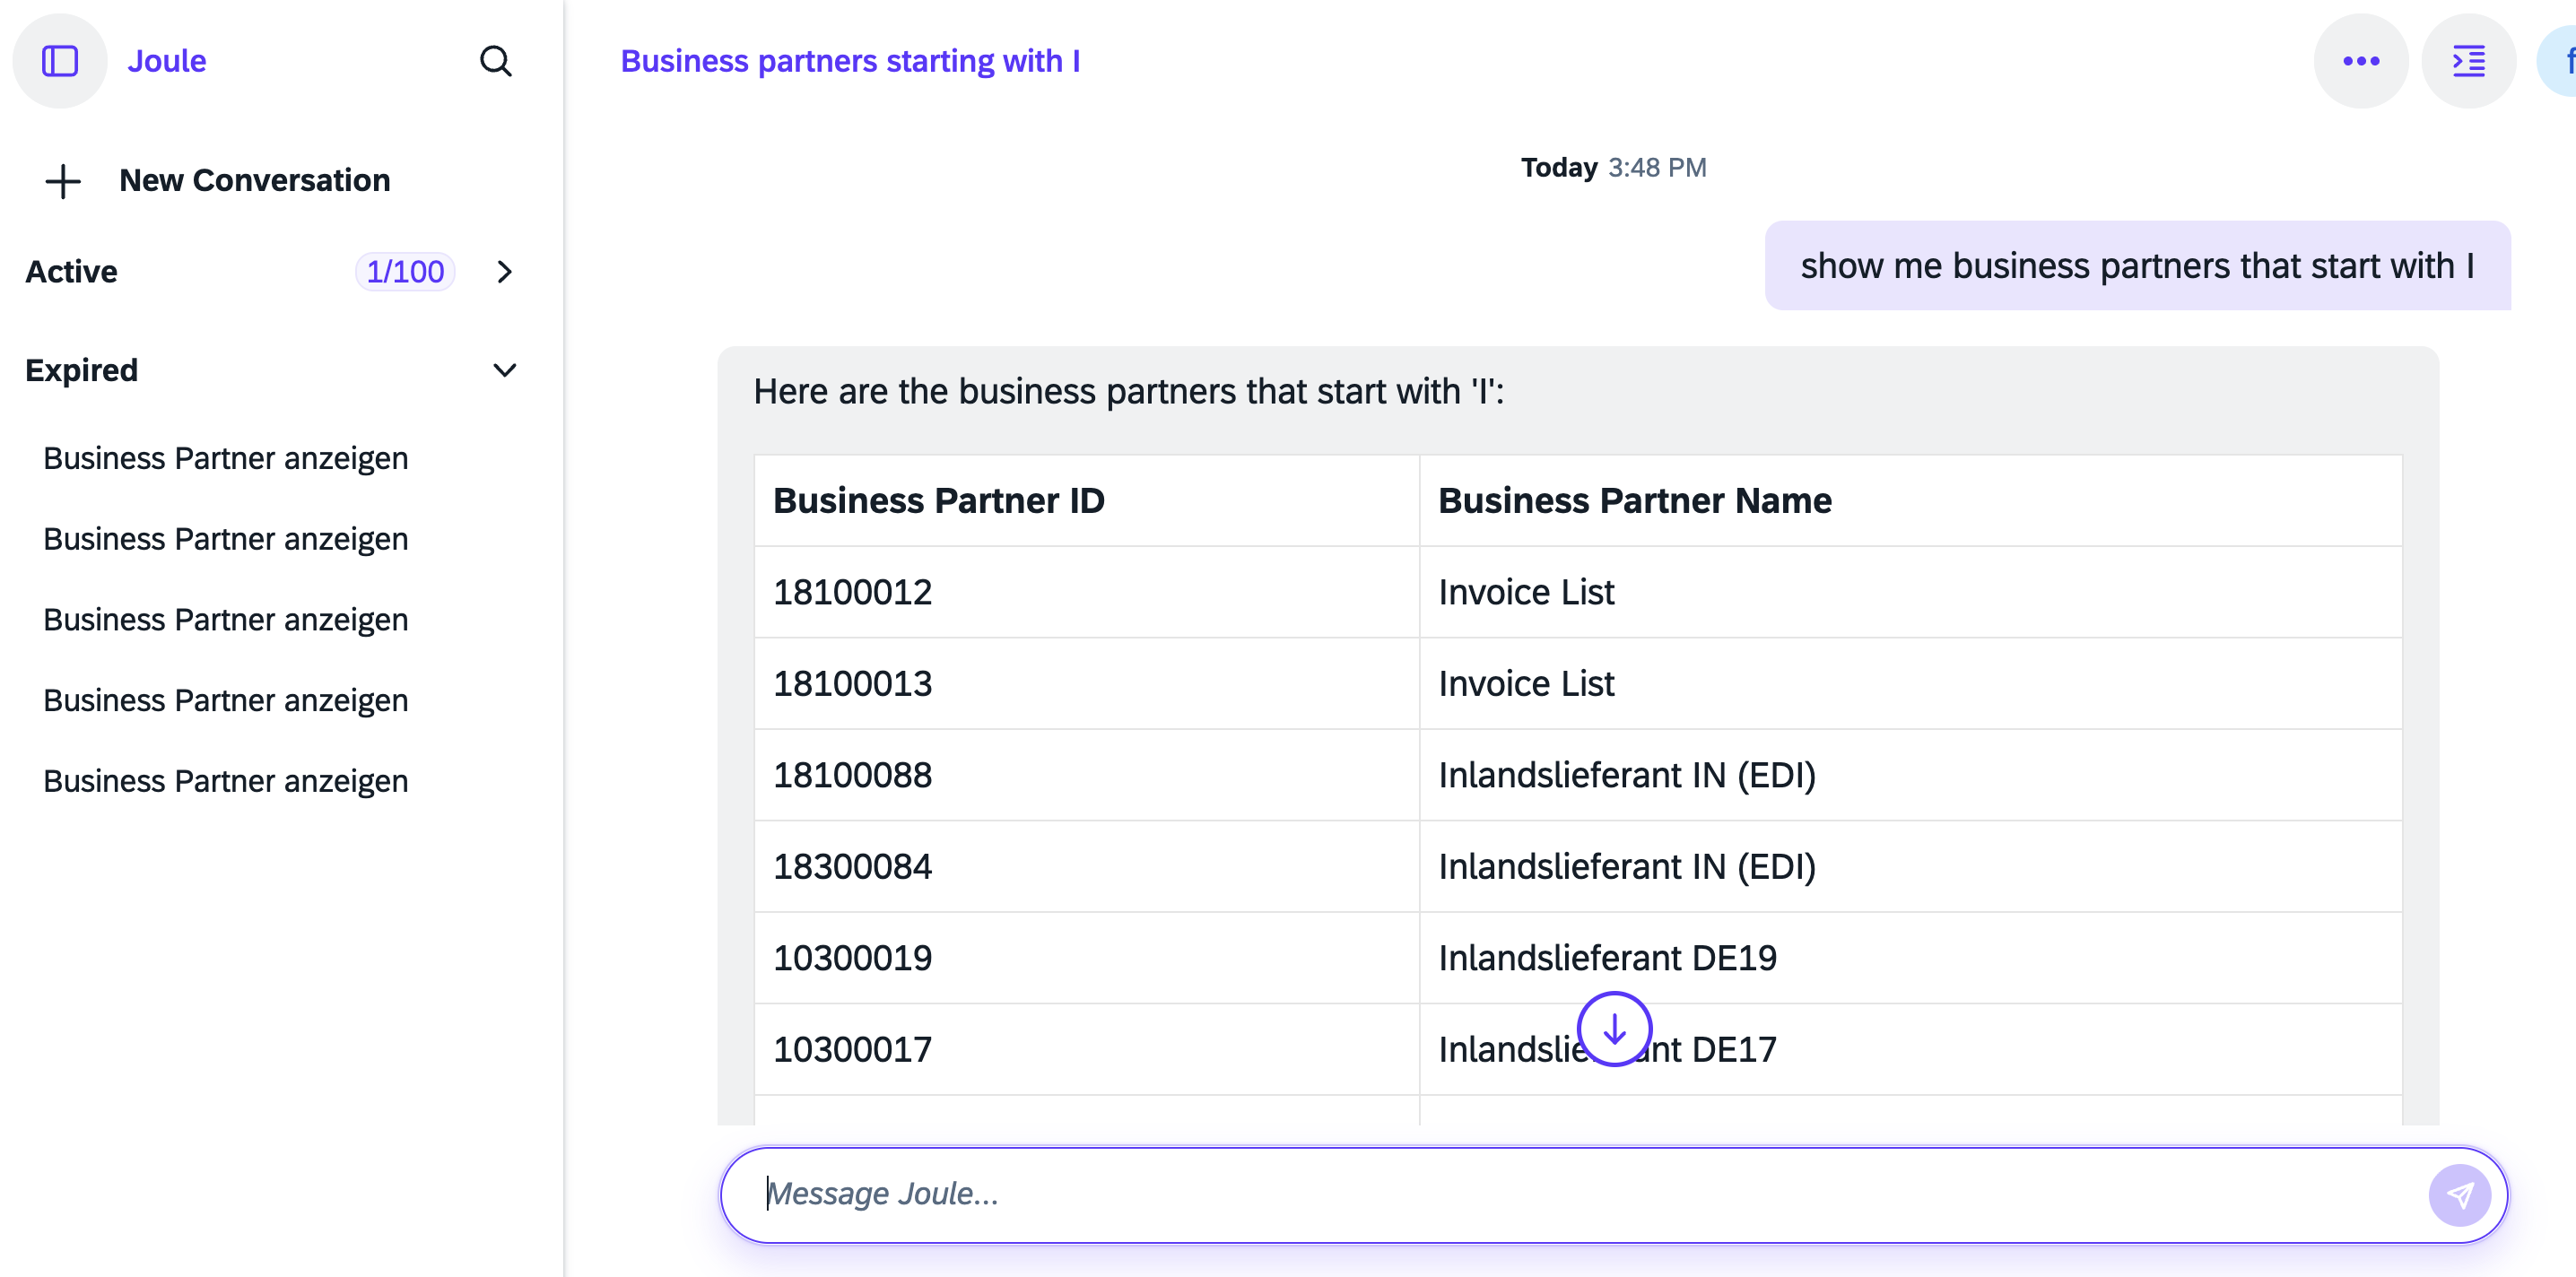 Joule
New Conversation
Active 1/100
Expired
Business Partner anzeigen
Business Partner anzeigen
Business Partner anzeigen
Business Partner anzeigen
Business Partner anzeigen
Business partners starting with I
Today 3:48 PM
show me business partners that start with I
Here are the business partners that start with 'I':
Business Partner ID Business Partner Name
18100012 Invoice List
18100013 Invoice List
18100088 Inlandslieferant IN (EDI)
18300084 Inlandslieferant IN (EDI)
10300019 Inlandslieferant DE19
10300017 DE17
Message Joule...